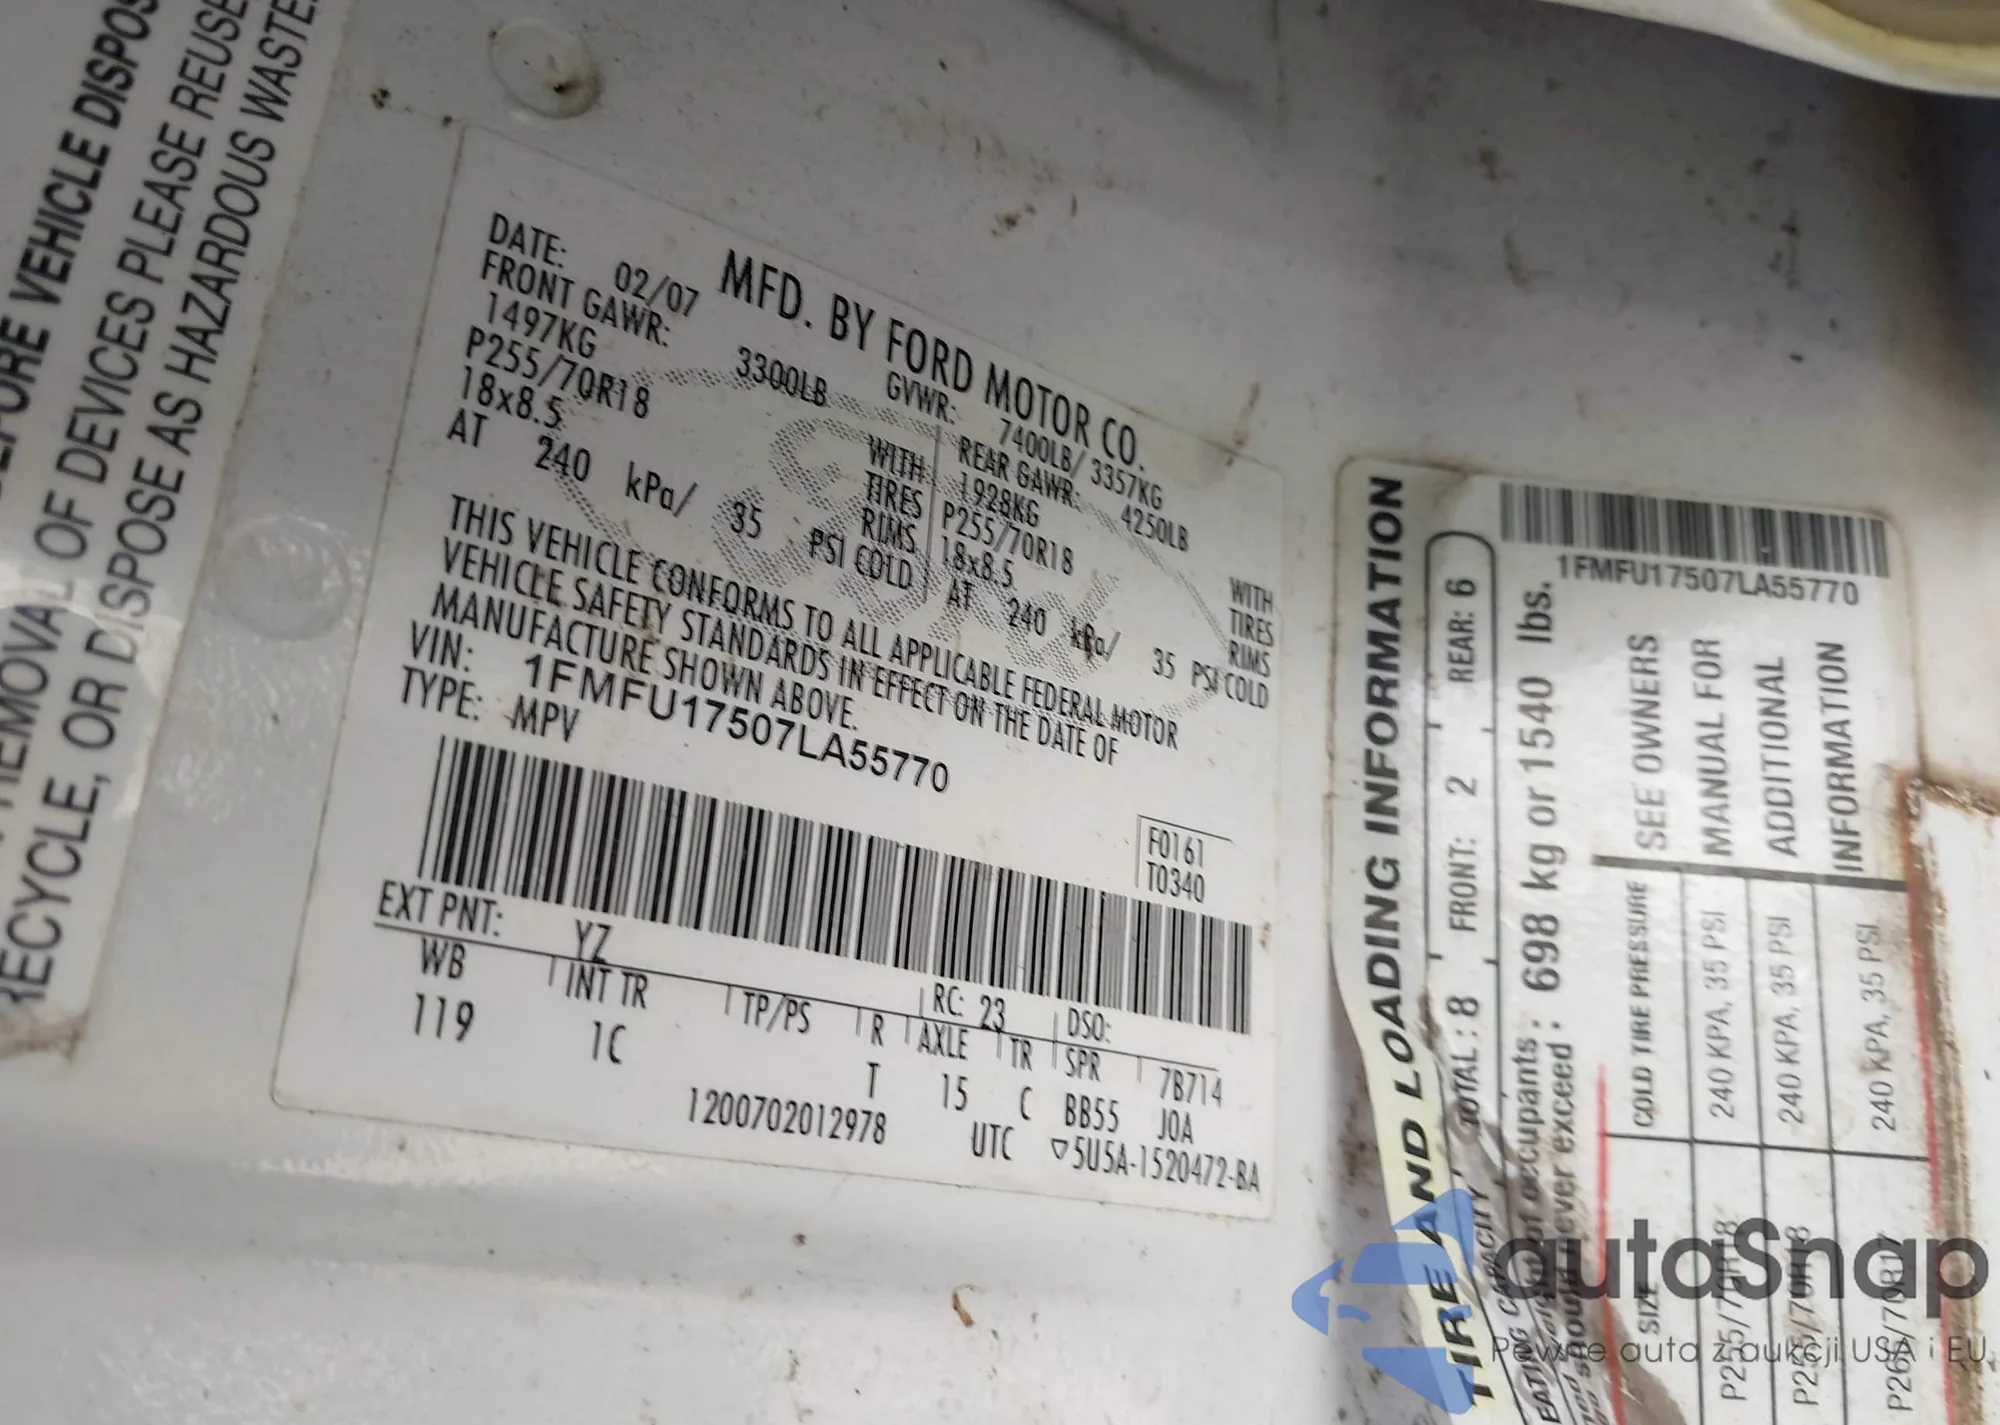 EFORE VEHICLE DISPOS
REMOVAL OF DEVICES PLEASE REUSE
RECYCLE, OR DISPOSE AS HAZARDOUS WASTE
MFD. BY FORD MOTOR CO.
DATE: 02/07 GVWR: 7400LB/ 3357KG
FRONT GAWR: 3300LB REAR GAWR: 4250LB
1497KG WITH 1928KG WITH
P255/70R18 TIRES P255/70R18 TIRES
18x8.5 RIMS 18x8.5 RIMS
AT 240 kPa/ 35 PSI COLD AT 240 kPa/ 35 PSI COLD
THIS VEHICLE CONFORMS TO ALL APPLICABLE FEDERAL MOTOR
VEHICLE SAFETY STANDARDS IN EFFECT ON THE DATE OF
MANUFACTURE SHOWN ABOVE.
VIN: 1FMFU17507LA55770
TYPE: MPV
F0161
T0340
EXT PNT: YZ RC: 23 DSO:
WB INT TR TP/PS R AXLE TR SPR 7B714
119 1C T 15 C BB55 JOA
1200702012978 UTC ▽5U5A-1520472-BA
TIRE AND LOADING INFORMATION
TOTAL: 8 FRONT: 2 REAR: 6
occupants: 698 kg or 1540 lbs.
never exceed:
1FMFU17507LA55770
SIZE COLD TIRE PRESSURE SEE OWNERS
P255/70R18 240 KPA, 35 PSI MANUAL FOR
P255/70R18 240 KPA, 35 PSI ADDITIONAL
240 KPA, 35 PSI INFORMATION
autoSnap
Pewne auta z aukcji USA i EU